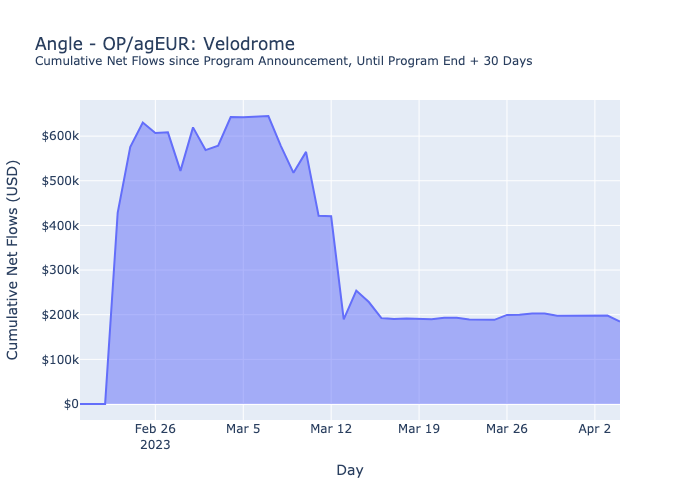 Angle - OP/agEUR: Velodrome
Cumulative Net Flows since Program Announcement, Until Program End + 30 Days
Cumulative Net Flows (USD)
$600k
$500k
$400k
$300k
$200k
$100k
$0
Feb 26
2023
Mar 5
Mar 12
Mar 19
Mar 26
Apr 2
Day